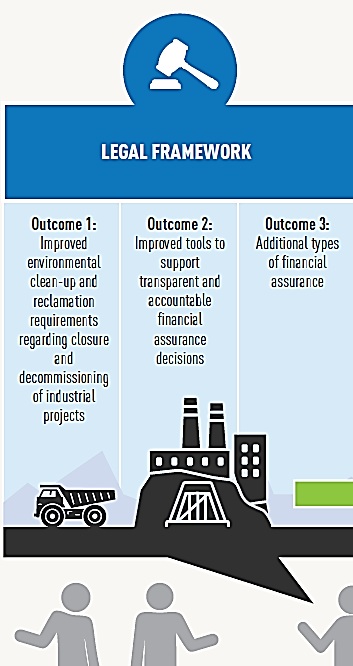 LEGAL FRAMEWORK
Outcome 1:
Improved
environmental
clean-up and
reclamation
requirements
regarding closure
and
decommissioning
of industrial
projects
Outcome 2:
Improved tools to
support
transparent and
accountable
financial
assurance
decisions
Outcome 3:
Additional types
of financial
assurance